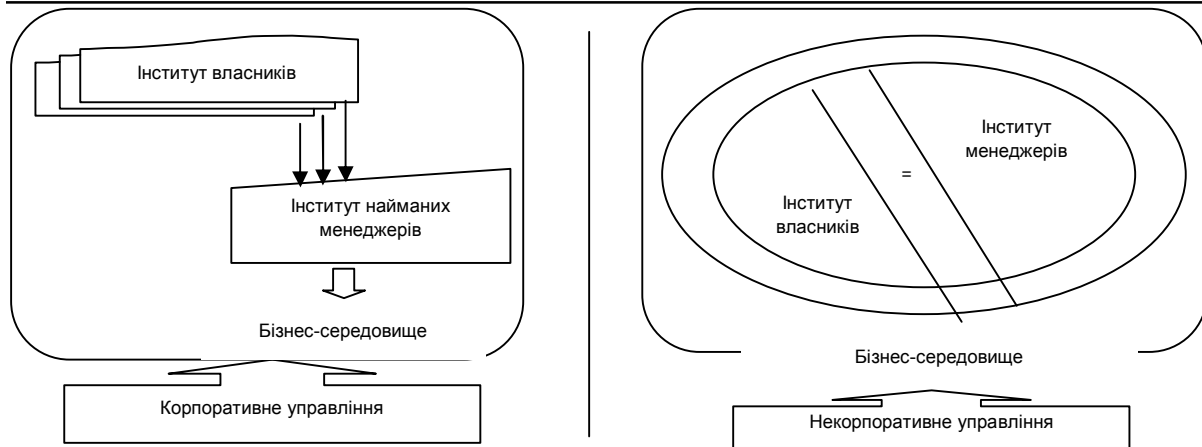 Інститут власників
Інститут найманих
менеджерів
Бізнес-середовище
Корпоративне управління
Інститут
менеджерів
=
Інститут
власників
Бізнес-середовище
Некорпоративне управління